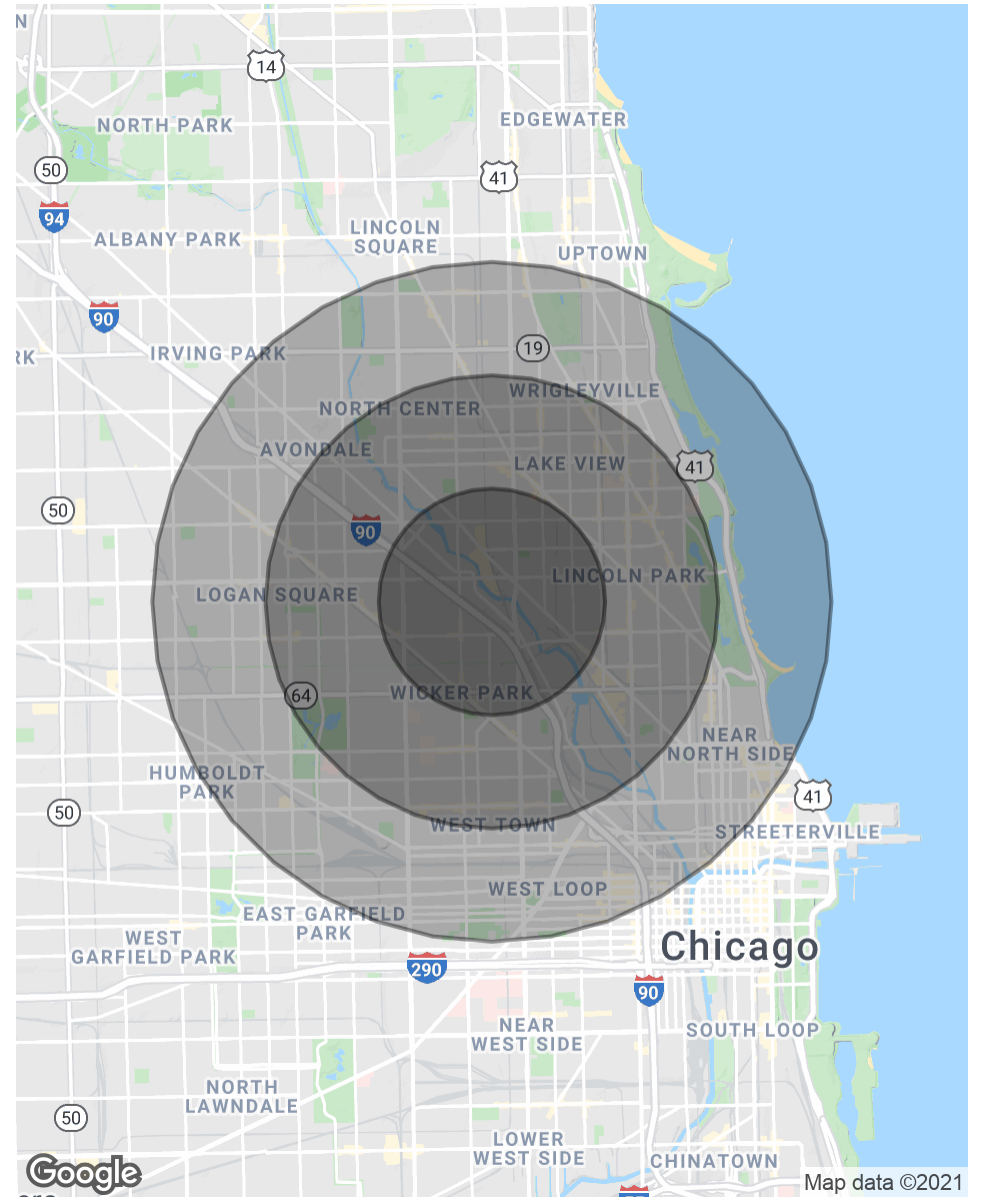 N
14
NORTH PARK
EDGEWATER
50
41
94
ALBANY PARK
LINCOLN
SQUARE
UPTOWN
90
19
RK
IRVING PARK
WRIGLEYVILLE
NORTH CENTER
AVONDALE
LAKE VIEW
41
50
90
LINCOLN PARK
LOGAN SQUARE
64
WICKER PARK
NEAR
NORTH SIDE
HUMBOLDT
PARK
41
50
WEST TOWN
STREETERVILLE
WEST LOOP
EAST GARFIELD
PARK
WEST
GARFIELD PARK
Chicago
290
90
NEAR
WEST SIDE
SOUTH LOOP
NORTH
LAWNDALE
50
LOWER
WEST SIDE
CHINATOWN
Google
Map data ©2021